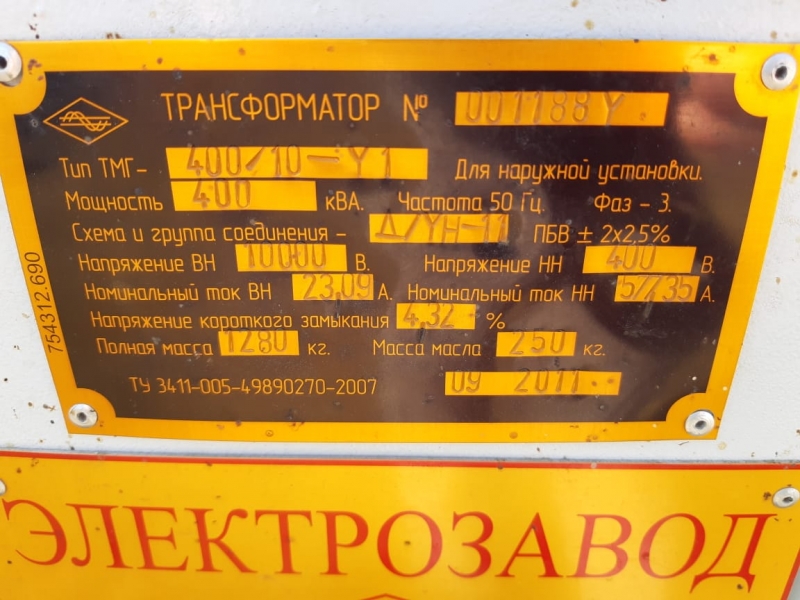 ТРАНСФОРМАТОР № 001188У
Тип ТМГ- 400/10-У1 Для наружной установки.
Мощность 400 кВА. Частота 50 Гц. Фаз - 3.
Схема и группа соединения - Д/УН-11 ПБВ ± 2x2,5%
Напряжение ВН 10000 В. Напряжение НН 400 В.
Номинальный ток ВН 23,09 А. Номинальный ток НН 577,35 А.
Напряжение короткого замыкания 4,32 %
Полная масса 1280 кг. Масса масла 250 кг.
ТУ 3411-005-49890270-2007 09 2011
754312.690
ЭЛЕКТРОЗАВОД